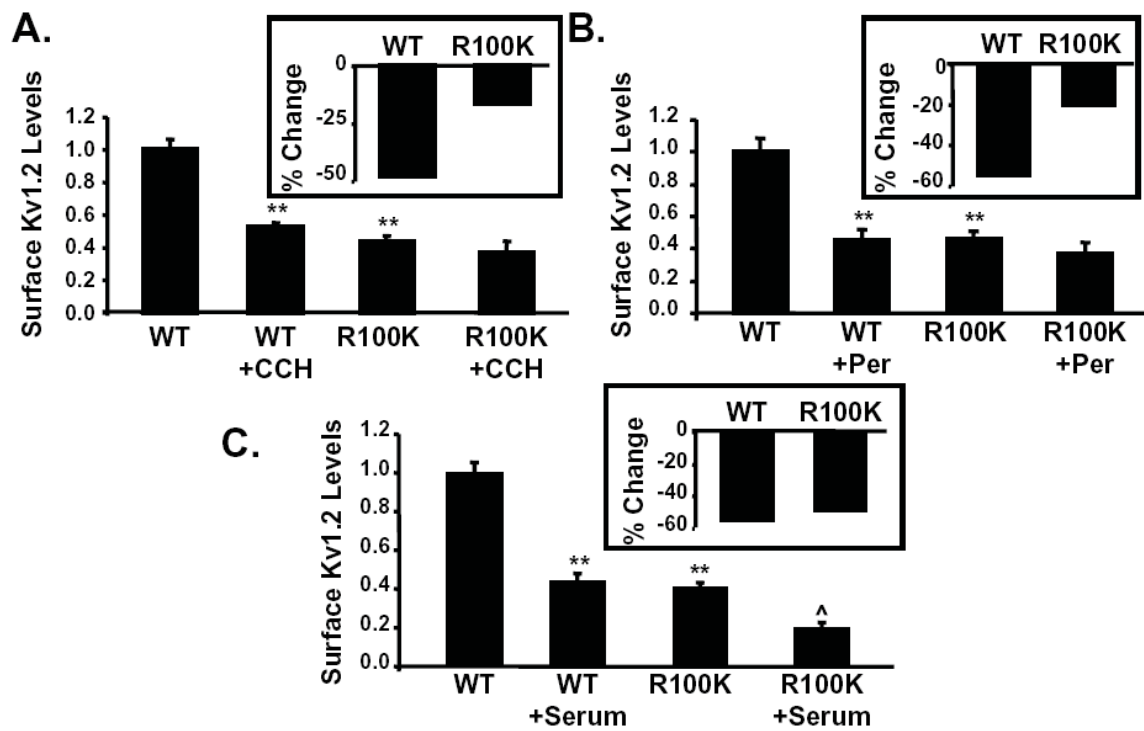 A.
WT R100K
0
-25
-50
% Change
Surface Kv1.2 Levels
1.2
1.0
0.8
0.6
0.4
0.2
0.0
**
**
WT
WT
+CCH
R100K
R100K
+CCH
B.
WT R100K
0
-20
-40
-60
% Change
Surface Kv1.2 Levels
1.2
1.0
0.8
0.6
0.4
0.2
0.0
**
**
WT
WT
+Per
R100K
R100K
+Per
C.
WT R100K
0
-20
-40
-60
% Change
Surface Kv1.2 Levels
1.2
1.0
0.8
0.6
0.4
0.2
0.0
**
**
^
WT
WT
+Serum
R100K
R100K
+Serum